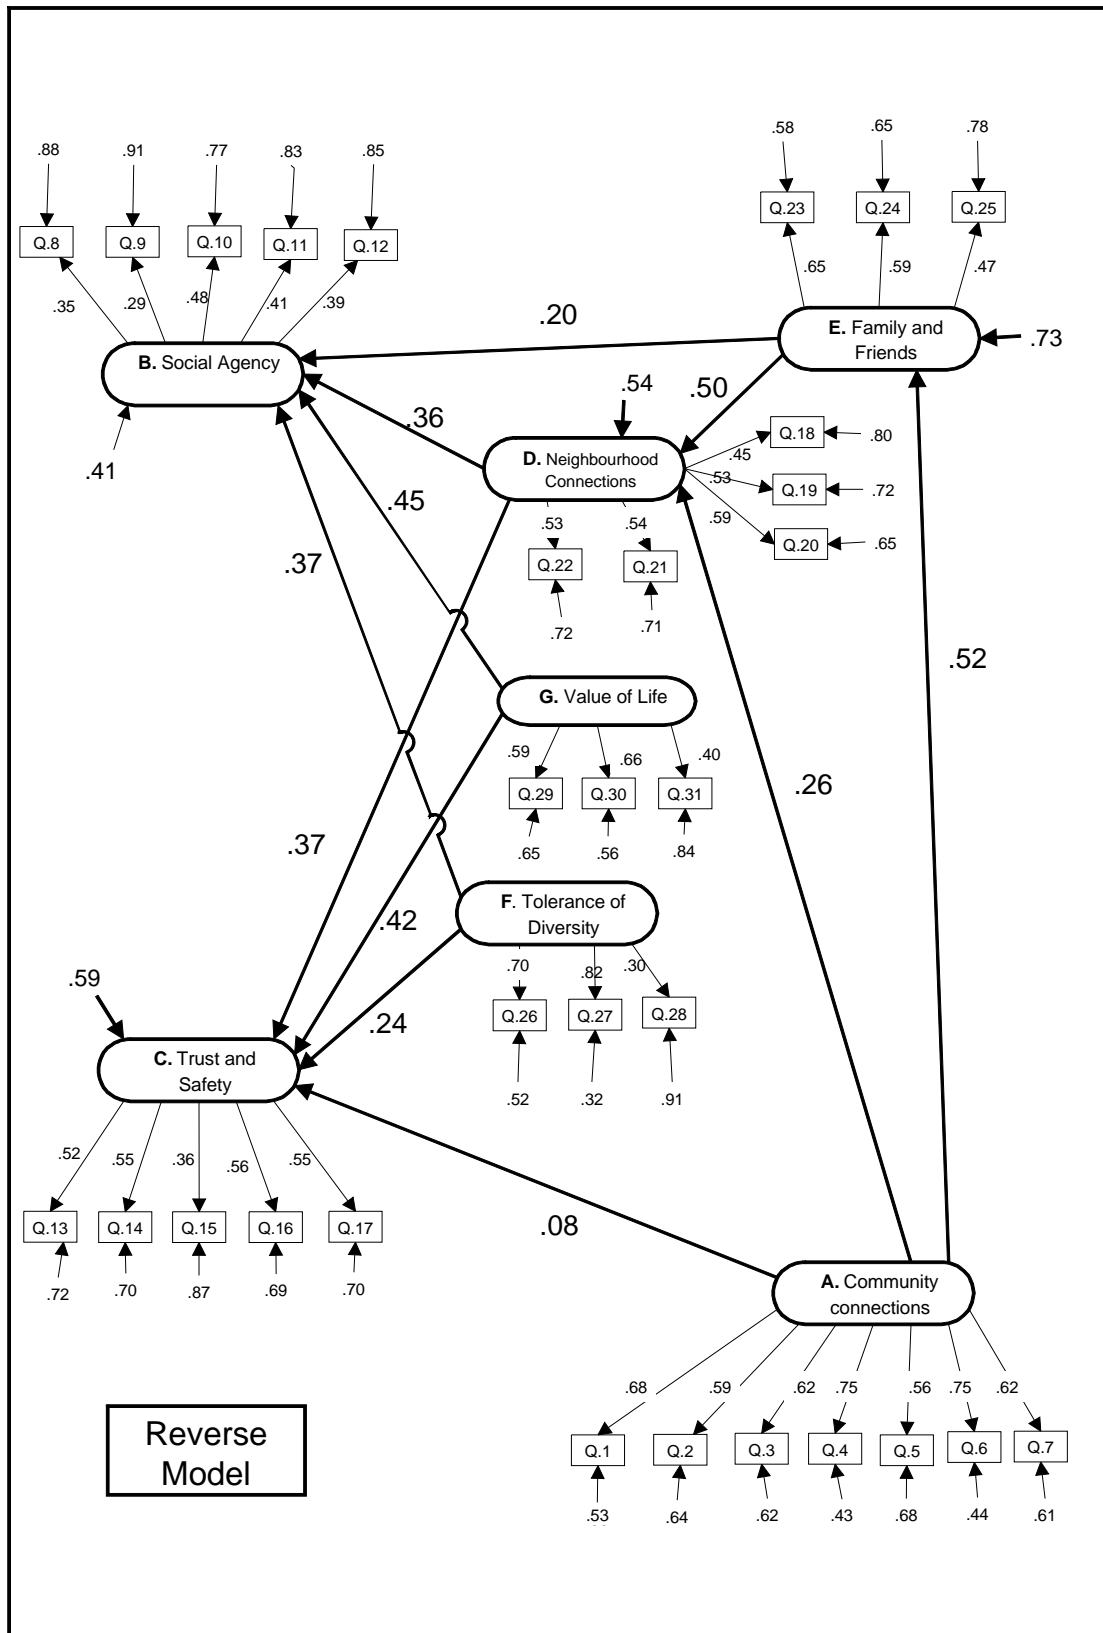 .88 .91 .77 .83 .85
.58 .65 .78
Q.23 Q.24 Q.25
Q.8 Q.9 Q.10 Q.11 Q.12
.65 .59 .47
.35 .29 .48 .41 .39
.20
E. Family and
Friends
.73
B. Social Agency
.54
.50
.36
.41
D. Neighbourhood
Connections
.45 Q.18 .80
.53 Q.19 .72
.59 Q.20 .65
.45
.53 .54
Q.22 Q.21
.72 .71
.37
.52
G. Value of Life
.59 .66 .40
Q.29 Q.30 Q.31
.65 .56 .84
.26
.37
F. Tolerance of
Diversity
.42
.70 .82 .30
Q.26 Q.27 Q.28
.52 .32 .91
.59
.24
C. Trust and
Safety
.52 .55 .36 .56 .55
Q.13 Q.14 Q.15 Q.16 Q.17
.72 .70 .87 .69 .70
.08
A. Community
connections
.68 .59 .62 .75 .56 .75 .62
Q.1 Q.2 Q.3 Q.4 Q.5 Q.6 Q.7
.53 .64 .62 .43 .68 .44 .61
Reverse
Model